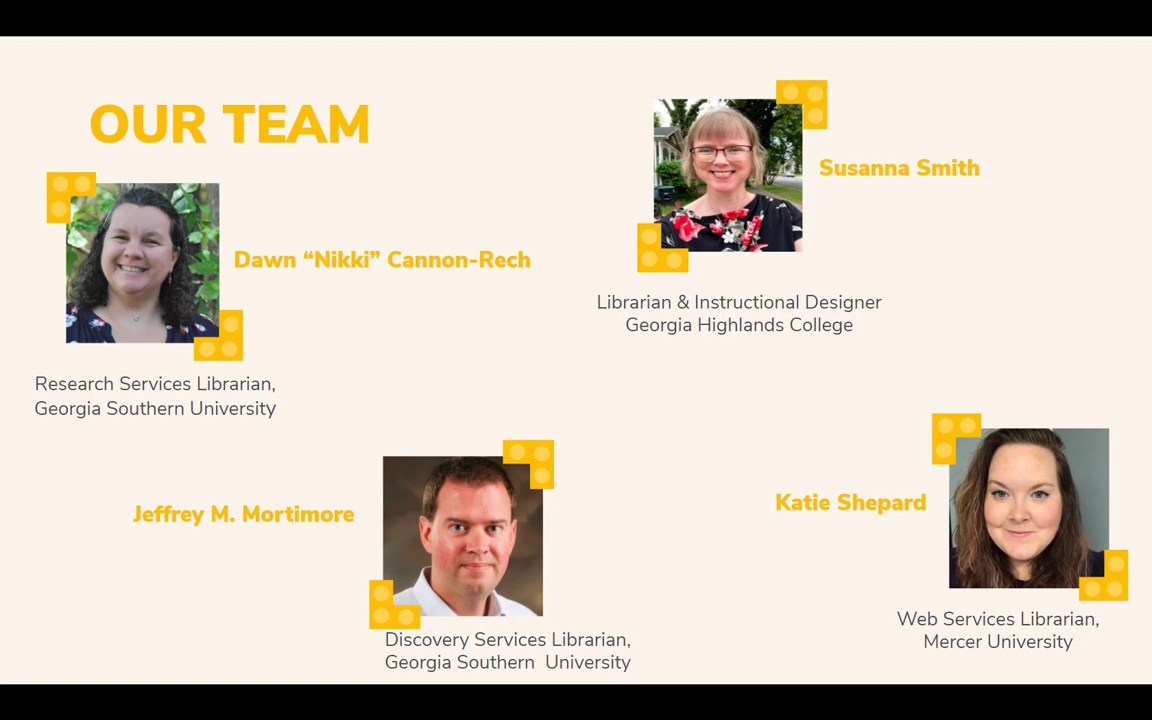 OUR TEAM
Dawn “Nikki” Cannon-Rech
Research Services Librarian,
Georgia Southern University
Susanna Smith
Librarian & Instructional Designer
Georgia Highlands College
Jeffrey M. Mortimore
Discovery Services Librarian,
Georgia Southern  University
Katie Shepard
Web Services Librarian,
Mercer University